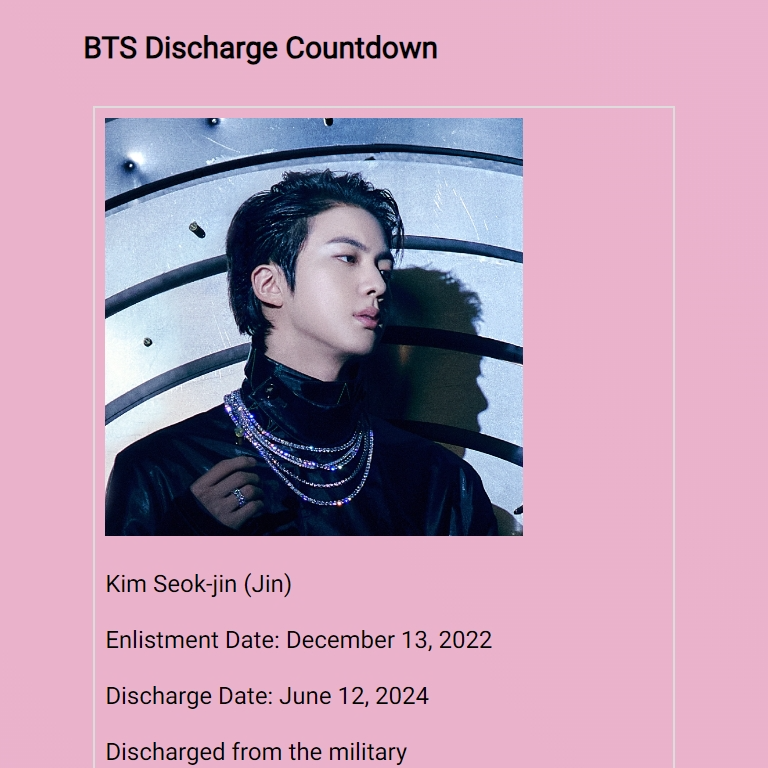 BTS Discharge Countdown
Kim Seok-jin (Jin)
Enlistment Date: December 13, 2022
Discharge Date: June 12, 2024
Discharged from the military